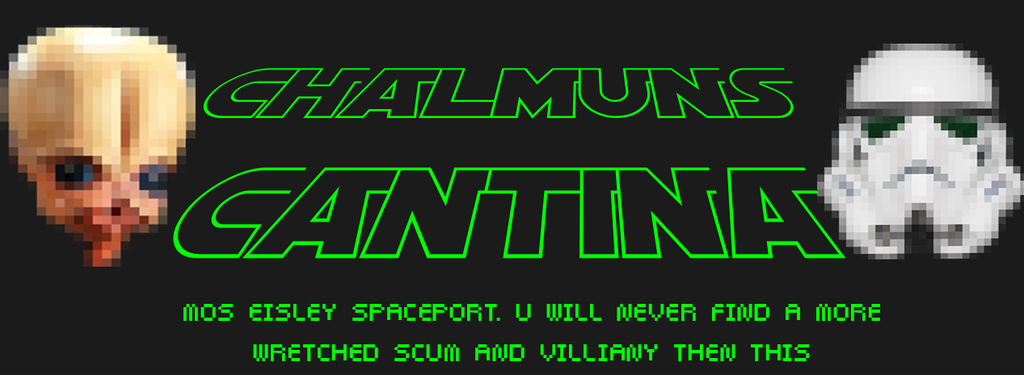 CHALMUNS
CANTINA
MOS EISLEY SPACEPORT. U WILL NEVER FIND A MORE
WRETCHED SCUM AND VILLIANY THEN THIS